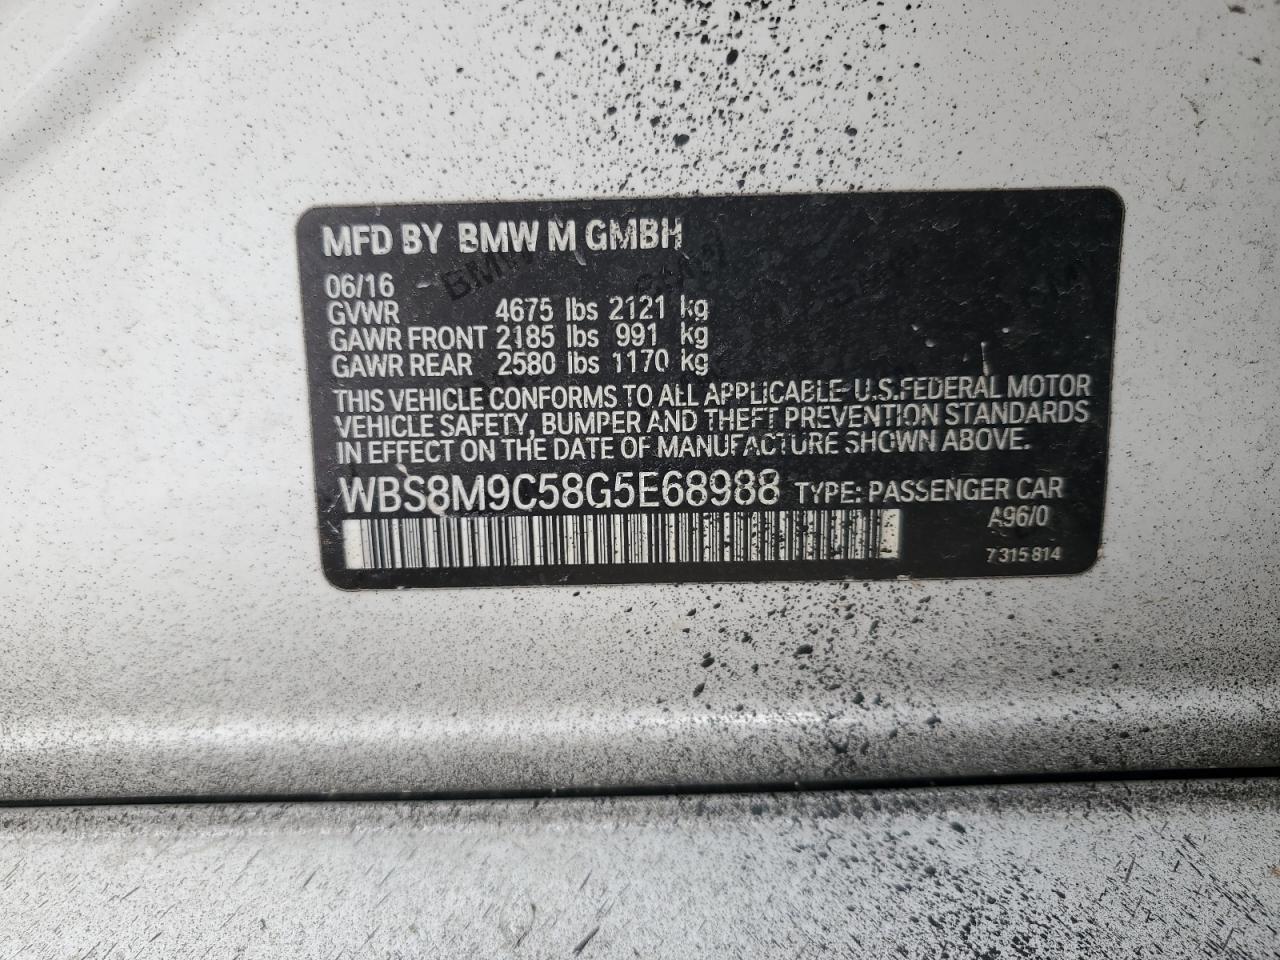 MFD BY BMW M GMBH
06/16
GVWR 4675 lbs 2121 kg
GAWR FRONT 2185 lbs 991 kg
GAWR REAR 2580 lbs 1170 kg
THIS VEHICLE CONFORMS TO ALL APPLICABLE U.S.FEDERAL MOTOR
VEHICLE SAFETY, BUMPER AND THEFT PREVENTION STANDARDS
IN EFFECT ON THE DATE OF MANUFACTURE SHOWN ABOVE.
WBS8M9C58G5E68988 TYPE: PASSENGER CAR
A96/0
7 315 814